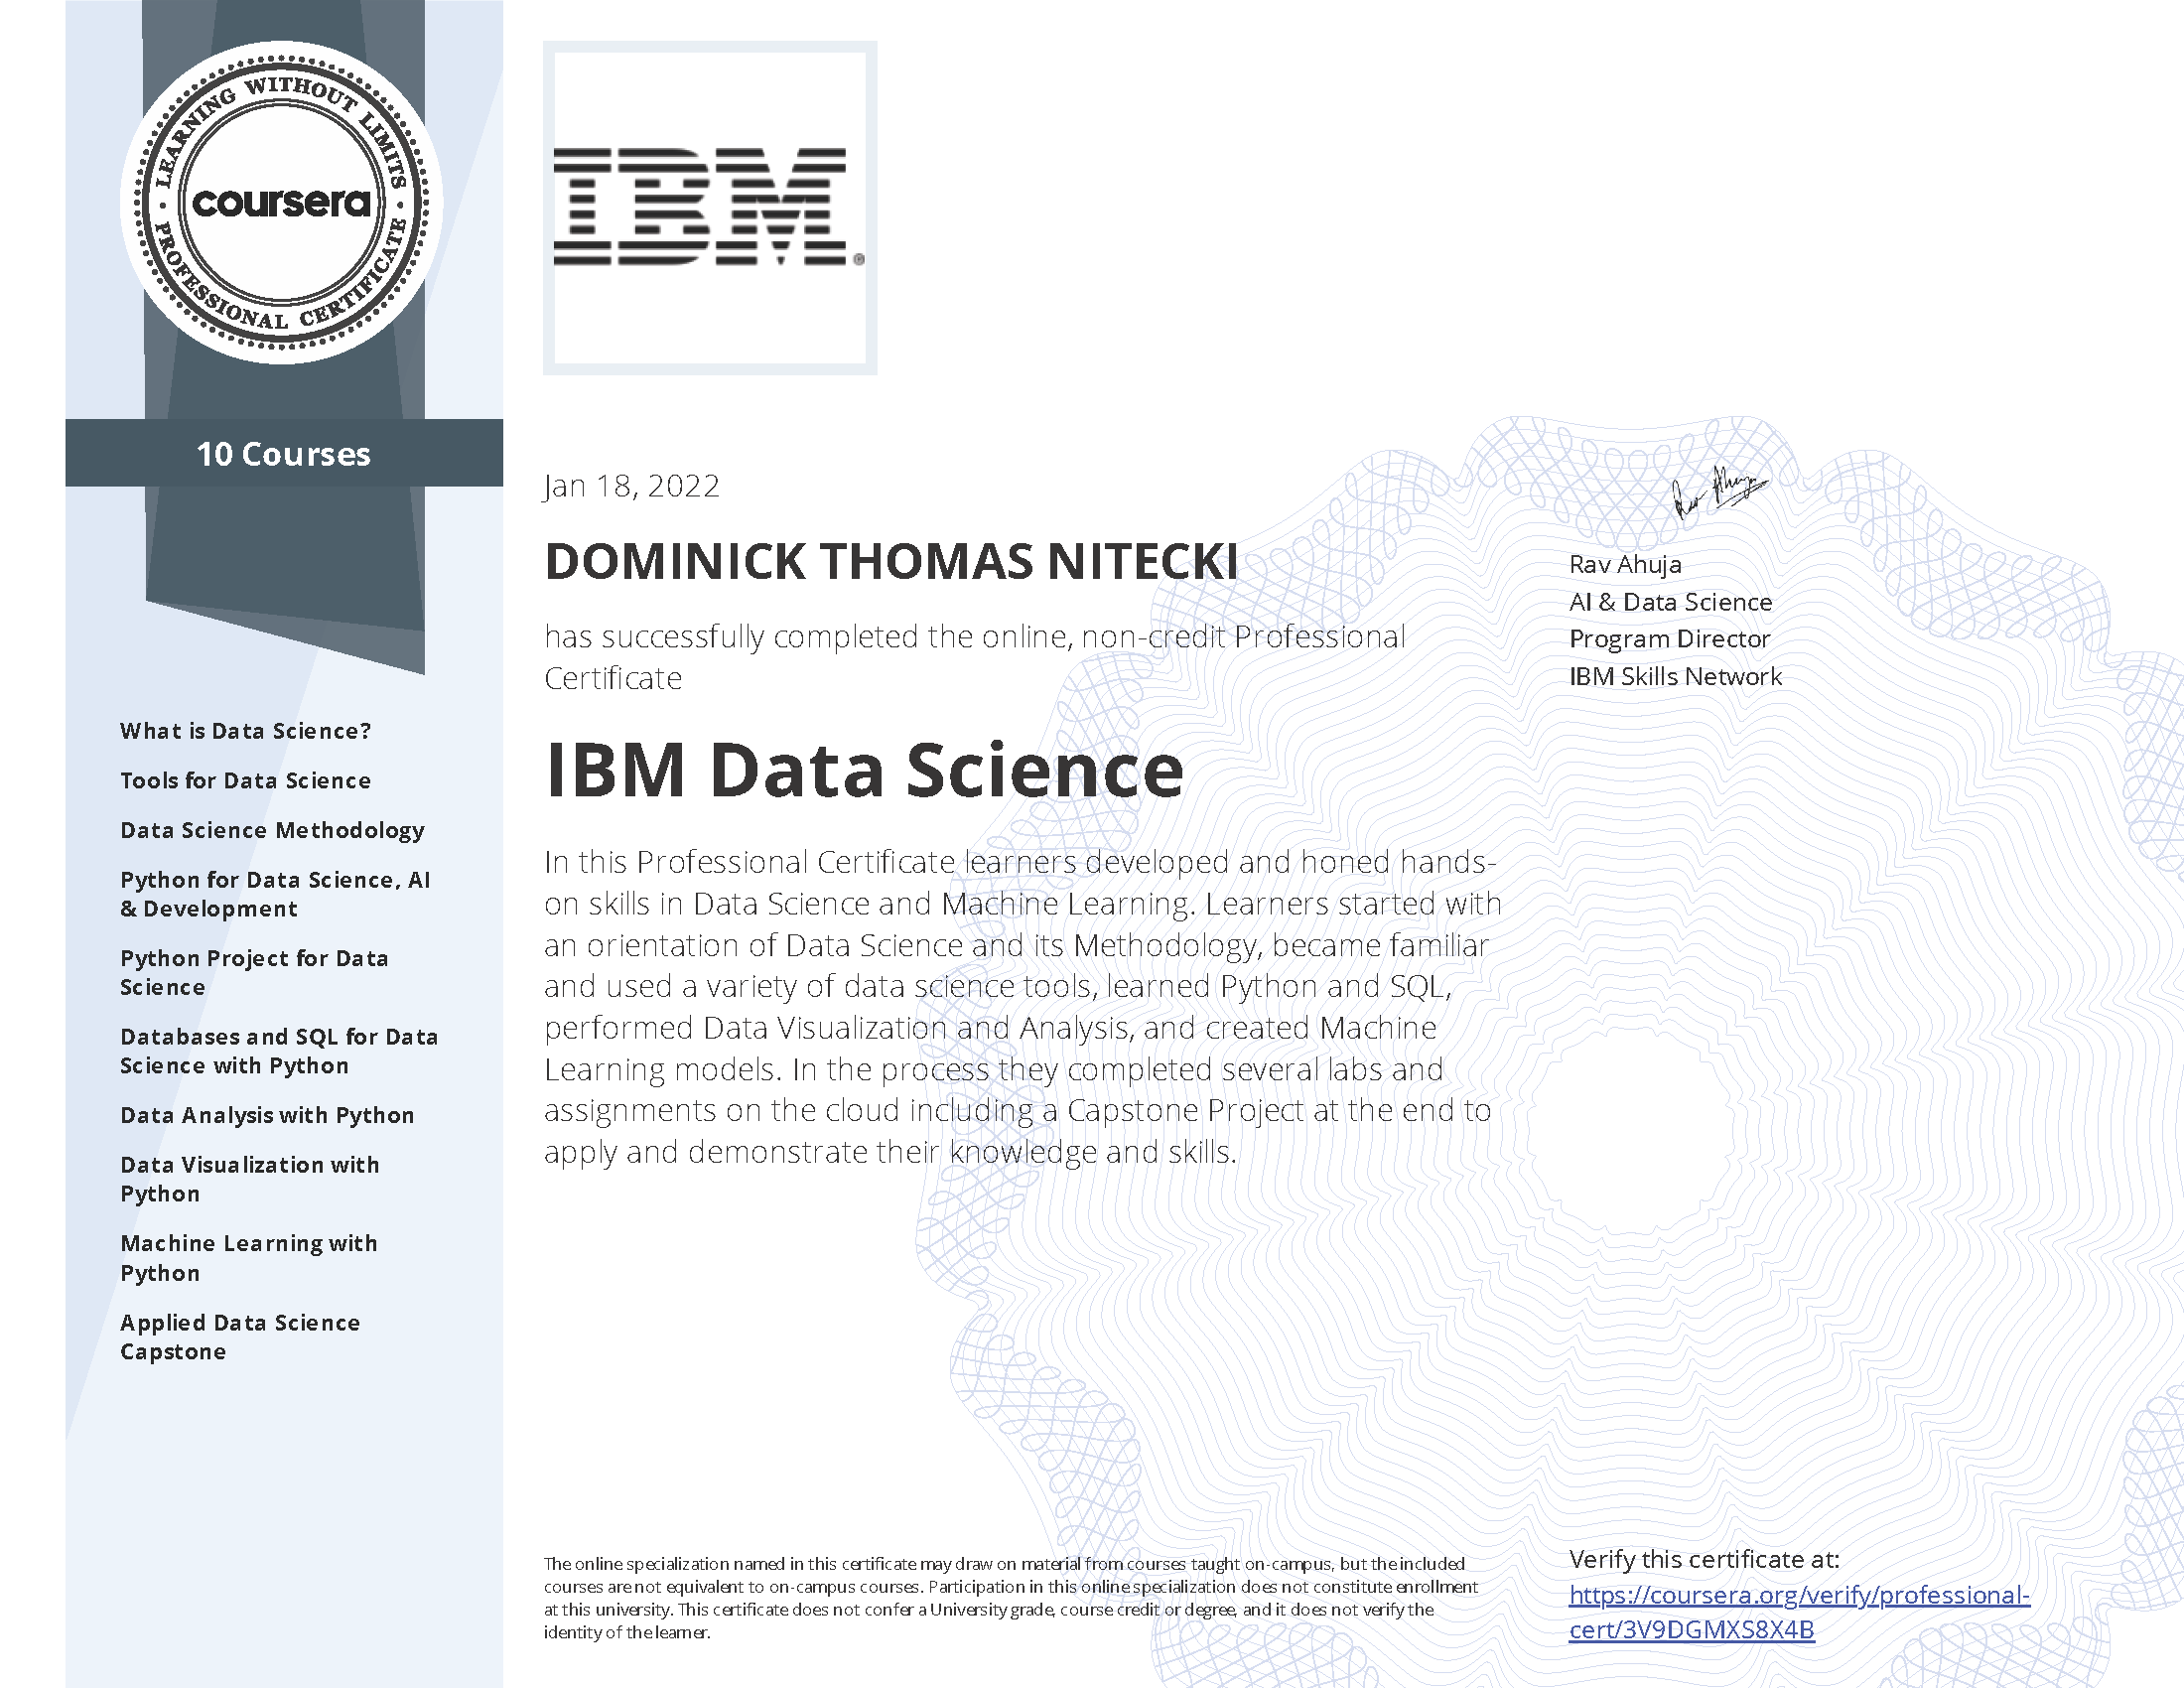 LEARNING WITHOUT LIMITS
coursera
PROFESSIONAL CERTIFICATE
10 Courses
What is Data Science?
Tools for Data Science
Data Science Methodology
Python for Data Science, AI
& Development
Python Project for Data
Science
Databases and SQL for Data
Science with Python
Data Analysis with Python
Data Visualization with
Python
Machine Learning with
Python
Applied Data Science
Capstone
IBM®
Jan 18, 2022
DOMINICK THOMAS NITECKI
has successfully completed the online, non-credit Professional
Certificate
IBM Data Science
In this Professional Certificate learners developed and honed hands-
on skills in Data Science and Machine Learning. Learners started with
an orientation of Data Science and its Methodology, became familiar
and used a variety of data science tools, learned Python and SQL,
performed Data Visualization and Analysis, and created Machine
Learning models. In the process they completed several labs and
assignments on the cloud including a Capstone Project at the end to
apply and demonstrate their knowledge and skills.
Rav Ahuja
Rav Ahuja
AI & Data Science
Program Director
IBM Skills Network
The online specialization named in this certificate may draw on material from courses taught on-campus, but the included
courses are not equivalent to on-campus courses. Participation in this online specialization does not constitute enrollment
at this university. This certificate does not confer a University grade, course credit or degree, and it does not verify the
identity of the learner.
Verify this certificate at:
https://coursera.org/verify/professional-
cert/3V9DGMXS8X4B